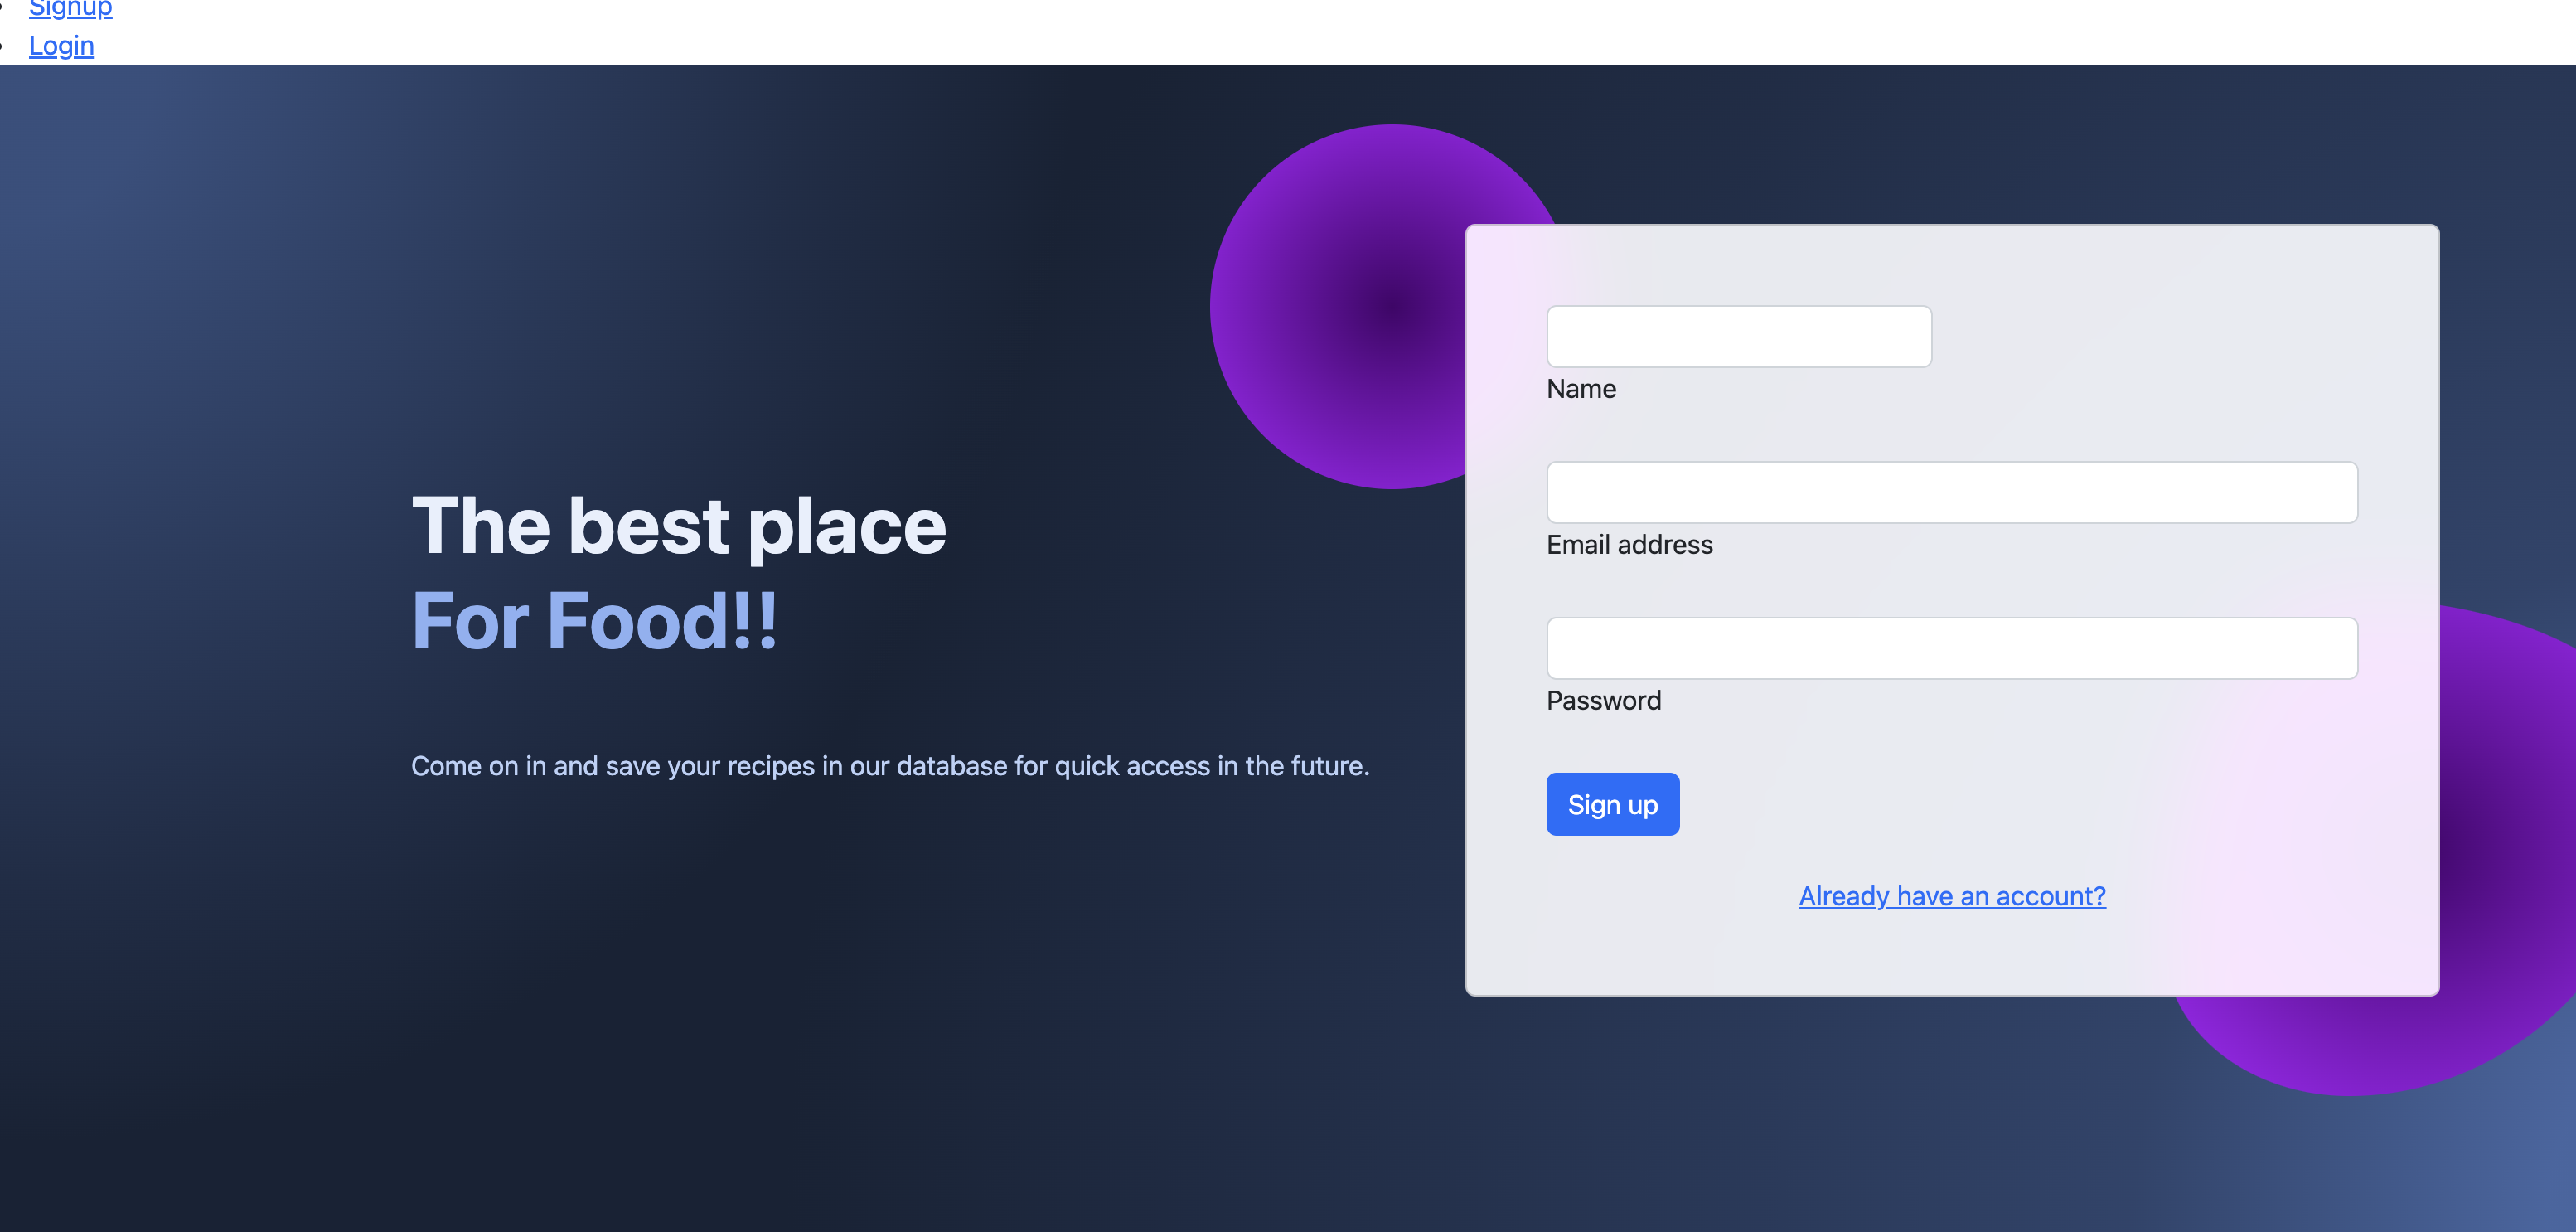 Signup
Login
The best place
For Food!!
Come on in and save your recipes in our database for quick access in the future.
Name
Email address
Password
Sign up
Already have an account?